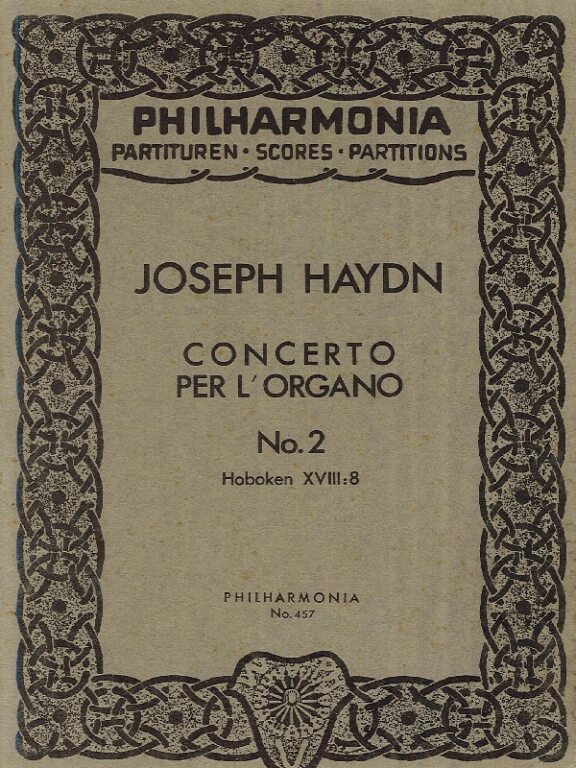 PHILHARMONIA
PARTITUREN • SCORES • PARTITIONS
JOSEPH HAYDN
CONCERTO
PER L'ORGANO
No. 2
Hoboken XVIII:8
PHILHARMONIA
No. 457